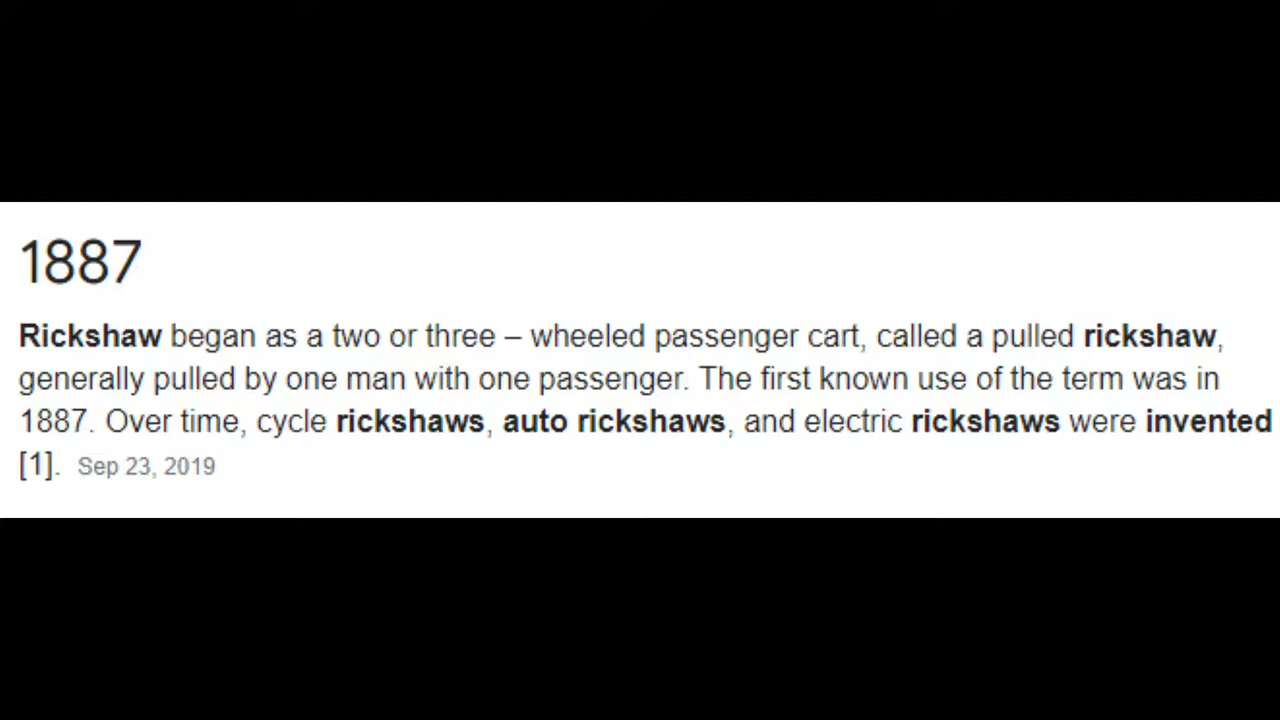 1887
Rickshaw began as a two or three – wheeled passenger cart, called a pulled rickshaw,
generally pulled by one man with one passenger. The first known use of the term was in
1887. Over time, cycle rickshaws, auto rickshaws, and electric rickshaws were invented
[1]. Sep 23, 2019